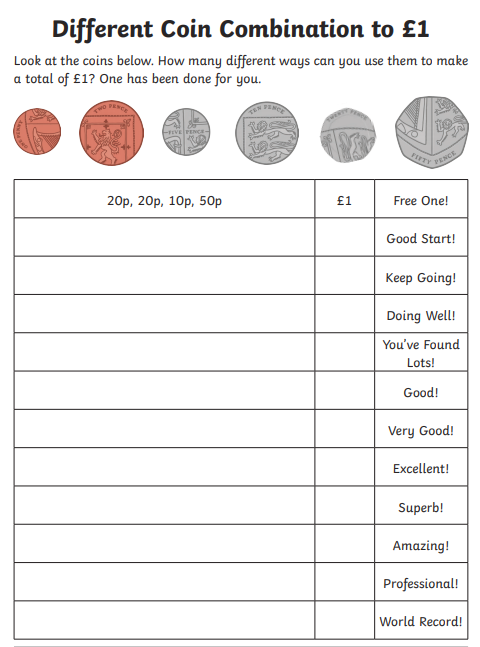 Different Coin Combination to £1
Look at the coins below. How many different ways can you use them to make
a total of £1? One has been done for you.
TWO PENCE
FIVE PENCE
TEN PENCE
TWENTY PENCE
FIFTY PENCE
20p, 20p, 10p, 50p £1 Free One!
Good Start!
Keep Going!
Doing Well!
You've Found
Lots!
Good!
Very Good!
Excellent!
Superb!
Amazing!
Professional!
World Record!